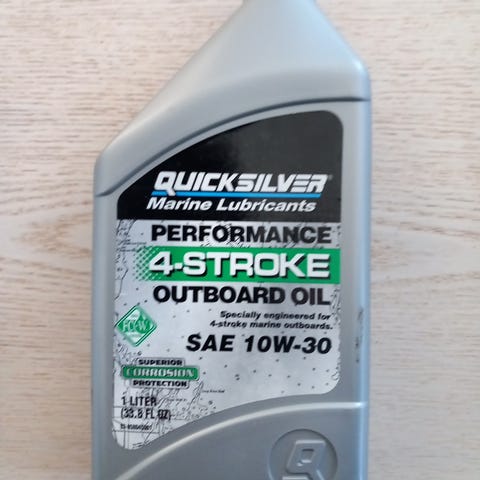 QUICKSILVER®
Marine Lubricants
PERFORMANCE
4-STROKE
OUTBOARD OIL
Specially engineered for
4-stroke marine outboards.
SAE 10W-30
FC-W
SUPERIOR
CORROSION
PROTECTION
1 LITER
(33.8 FL OZ)